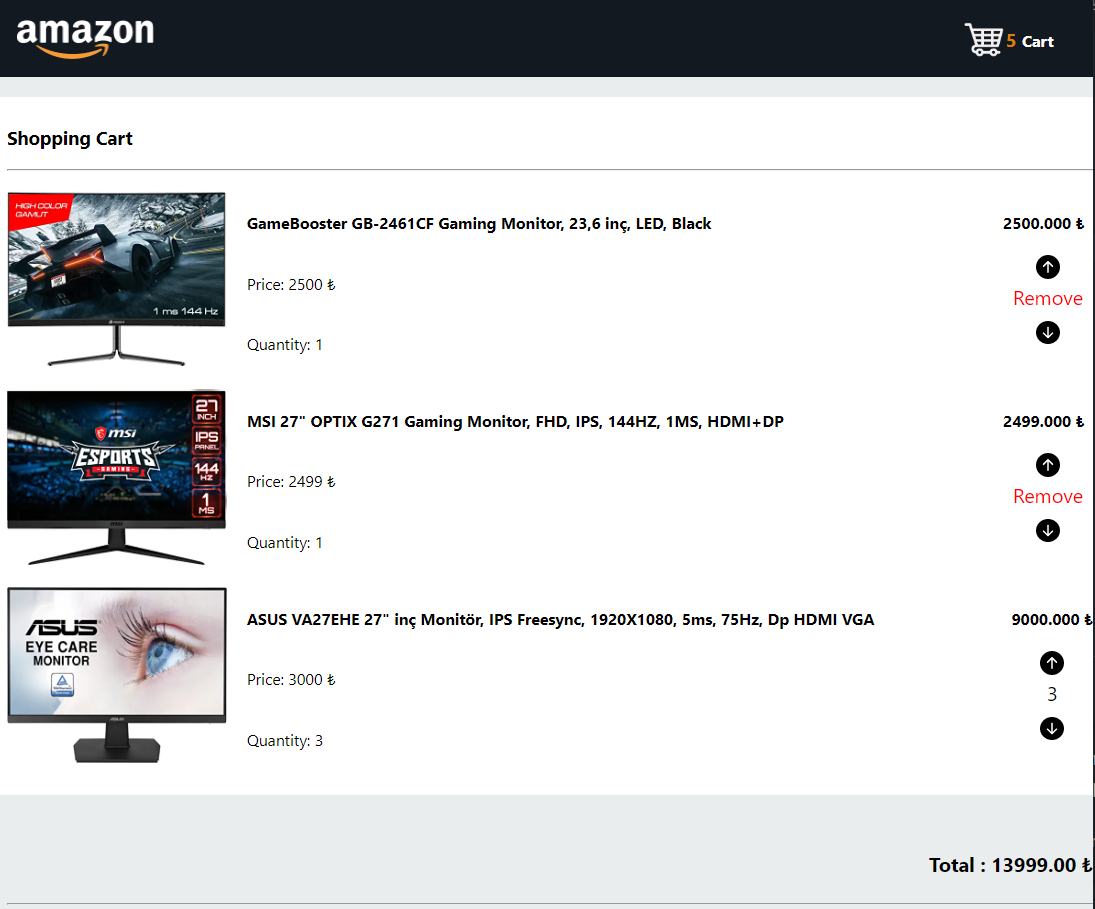 amazon
5 Cart
Shopping Cart
HIGH COLOR
GAMUT
1 ms 144 Hz
GameBooster GB-2461CF Gaming Monitor, 23,6 inç, LED, Black
2500.000 ₺
Price: 2500 ₺
Remove
Quantity: 1
27
INCH
IPS
PANEL
144
HZ
1
MS
msi
ESPORTS
GAMING
msi
MSI 27" OPTIX G271 Gaming Monitor, FHD, IPS, 144HZ, 1MS, HDMI+DP
2499.000 ₺
Price: 2499 ₺
Remove
Quantity: 1
ASUS
EYE CARE
MONITOR
ASUS VA27EHE 27" inç Monitör, IPS Freesync, 1920X1080, 5ms, 75Hz, Dp HDMI VGA
9000.000 ₺
Price: 3000 ₺
3
Quantity: 3
Total : 13999.00 ₺